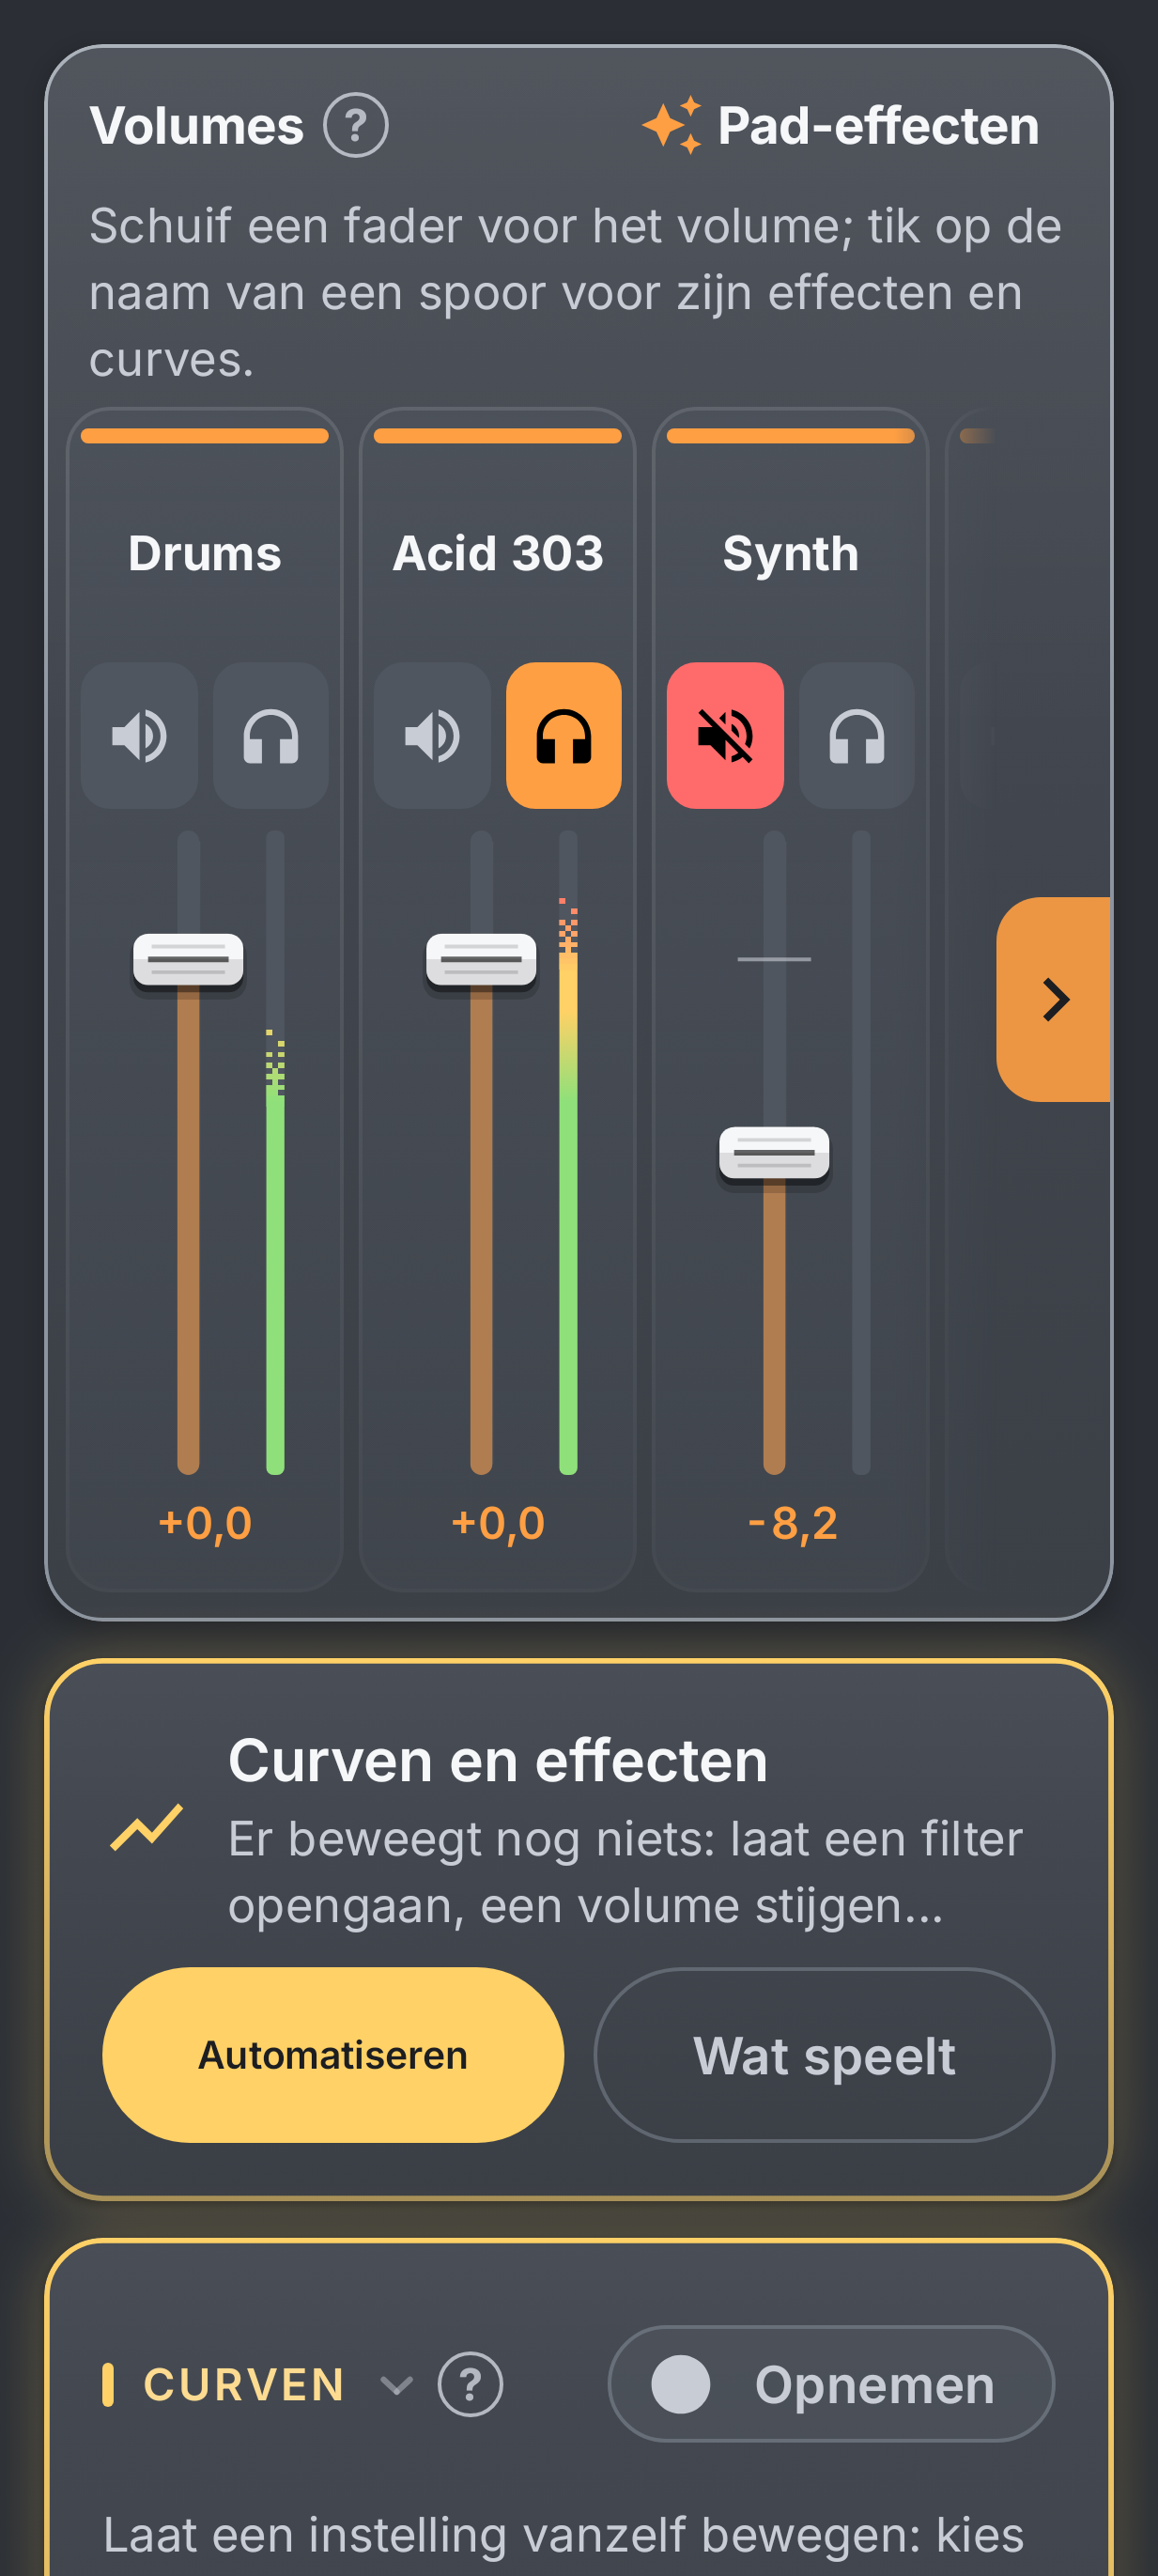 Volumes ?
Pad-effecten
Schuif een fader voor het volume; tik op de
naam van een spoor voor zijn effecten en
curves.
Drums
Acid 303
Synth
+0,0
+0,0
-8,2
Curven en effecten
Er beweegt nog niets: laat een filter
opengaan, een volume stijgen...
Automatiseren
Wat speelt
CURVEN ?
Opnemen
Laat een instelling vanzelf bewegen: kies